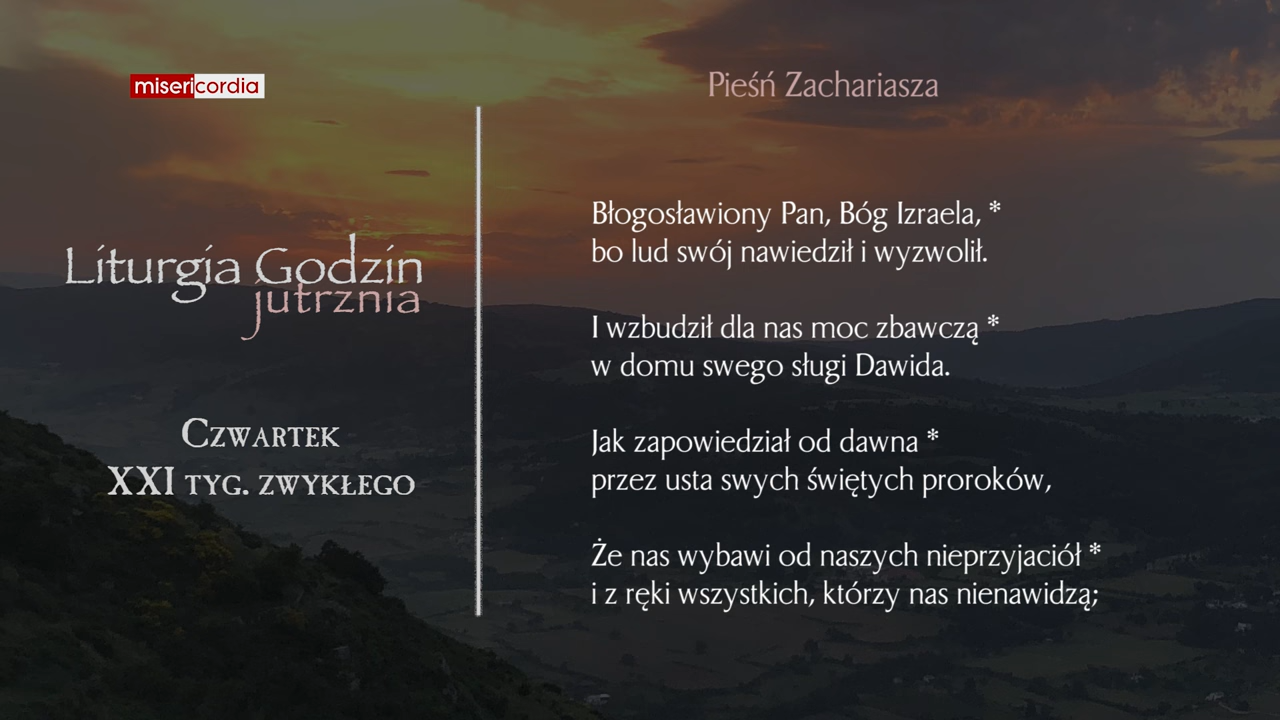 misericordia
Liturgia Godzin
jutrznia
Czwartek
XXI tyg. zwykłego
Pieśń Zachariasza
Błogosławiony Pan, Bóg Izraela, *
bo lud swój nawiedził i wyzwolił.
I wzbudził dla nas moc zbawczą *
w domu swego sługi Dawida.
Jak zapowiedział od dawna *
przez usta swych świętych proroków,
Że nas wybawi od naszych nieprzyjaciół *
i z ręki wszystkich, którzy nas nienawidzą;